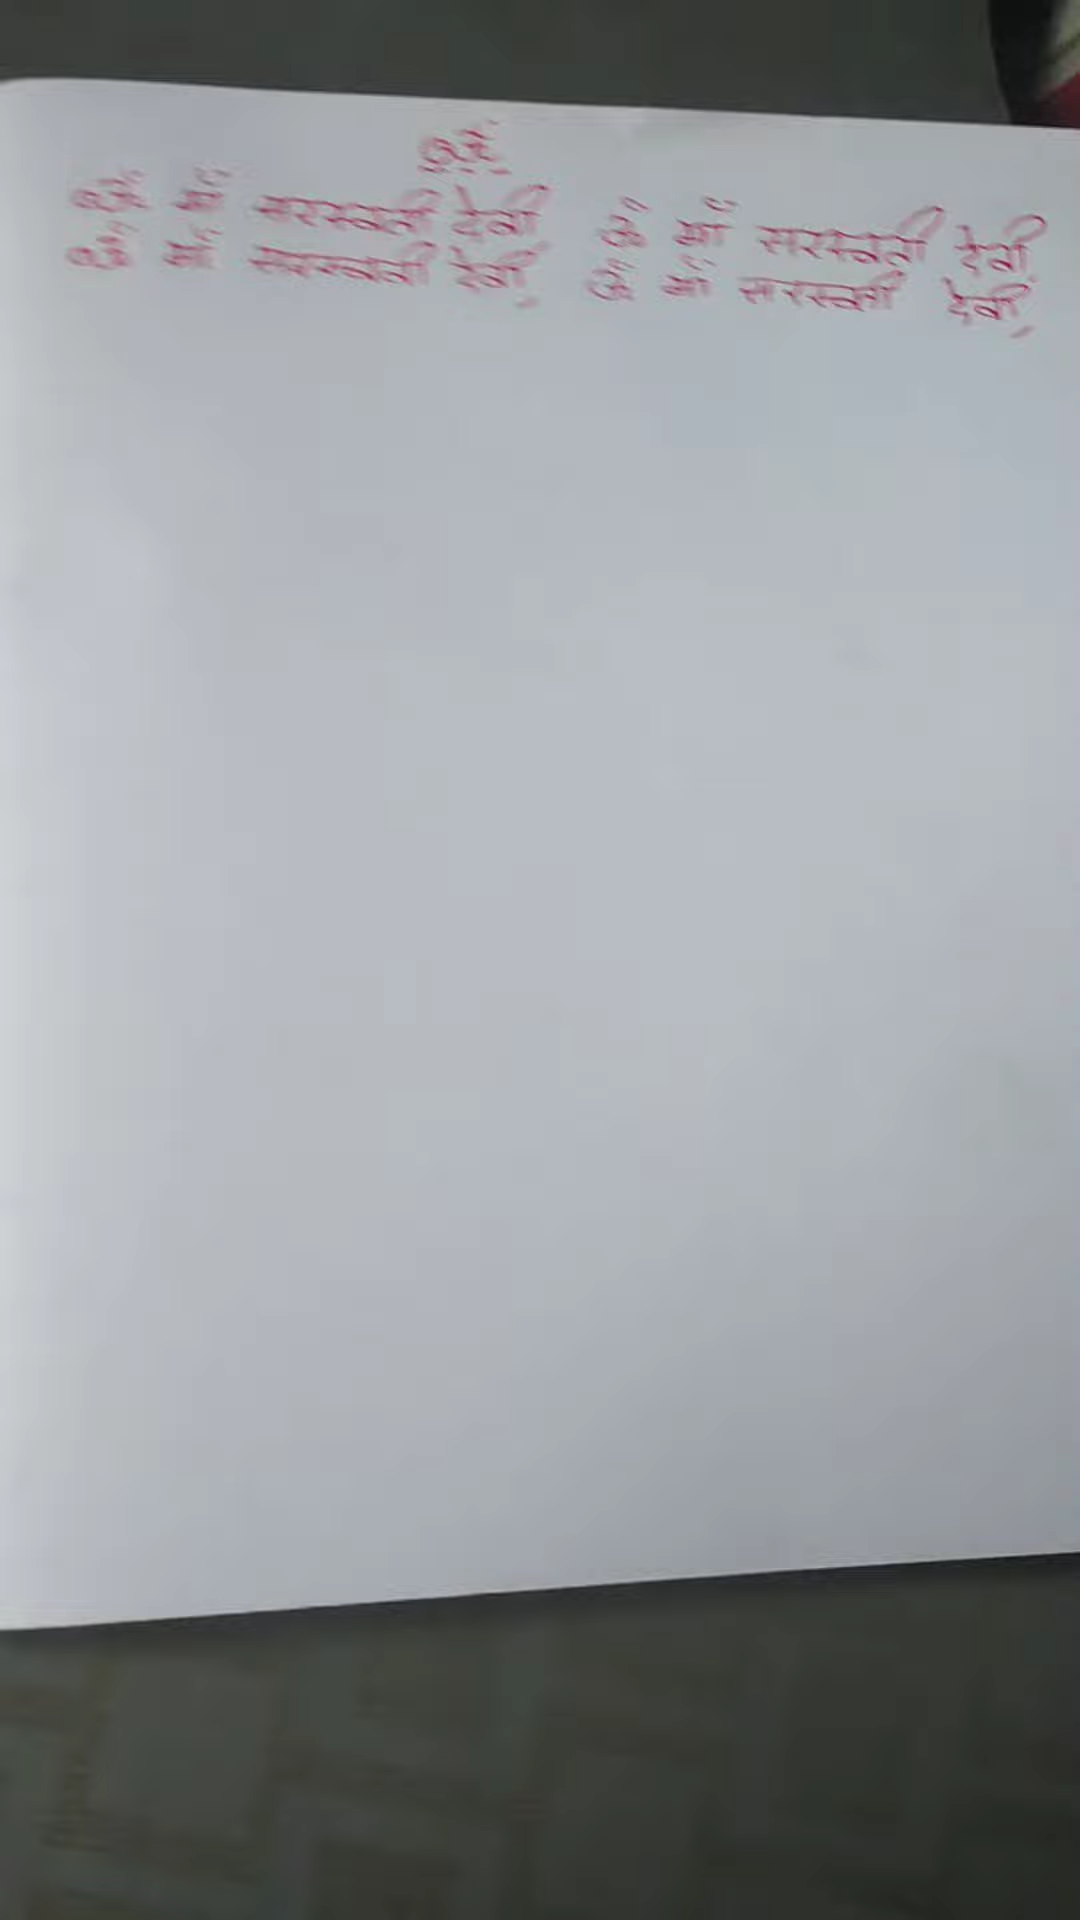 ॐ
ॐ माँ सरस्वती देवी ॐ माँ सरस्वती देवी,
ॐ माँ सरस्वती देवी, ॐ माँ सरस्वती देवी,